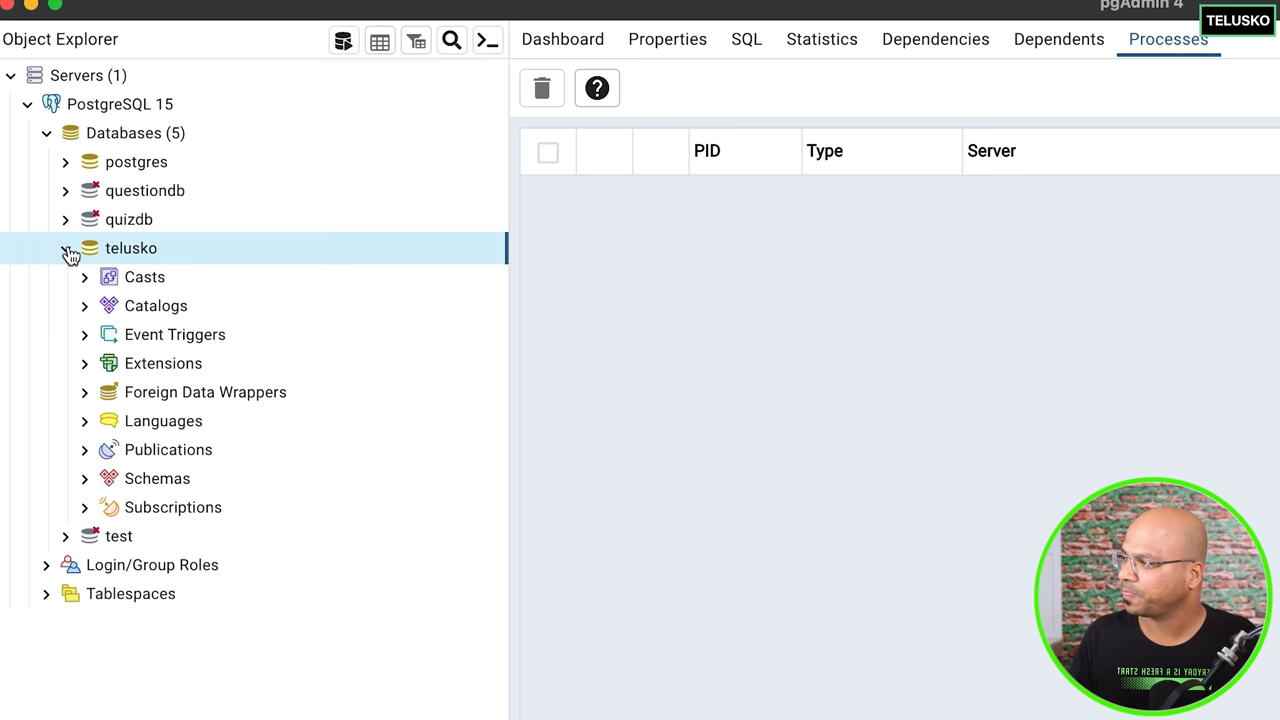 pgAdmin 4
TELUSKO
Object Explorer
Dashboard Properties SQL Statistics Dependencies Dependents Processes
Servers (1)
PostgreSQL 15
Databases (5)
postgres
questiondb
quizdb
telusko
Casts
Catalogs
Event Triggers
Extensions
Foreign Data Wrappers
Languages
Publications
Schemas
Subscriptions
test
Login/Group Roles
Tablespaces
PID Type Server